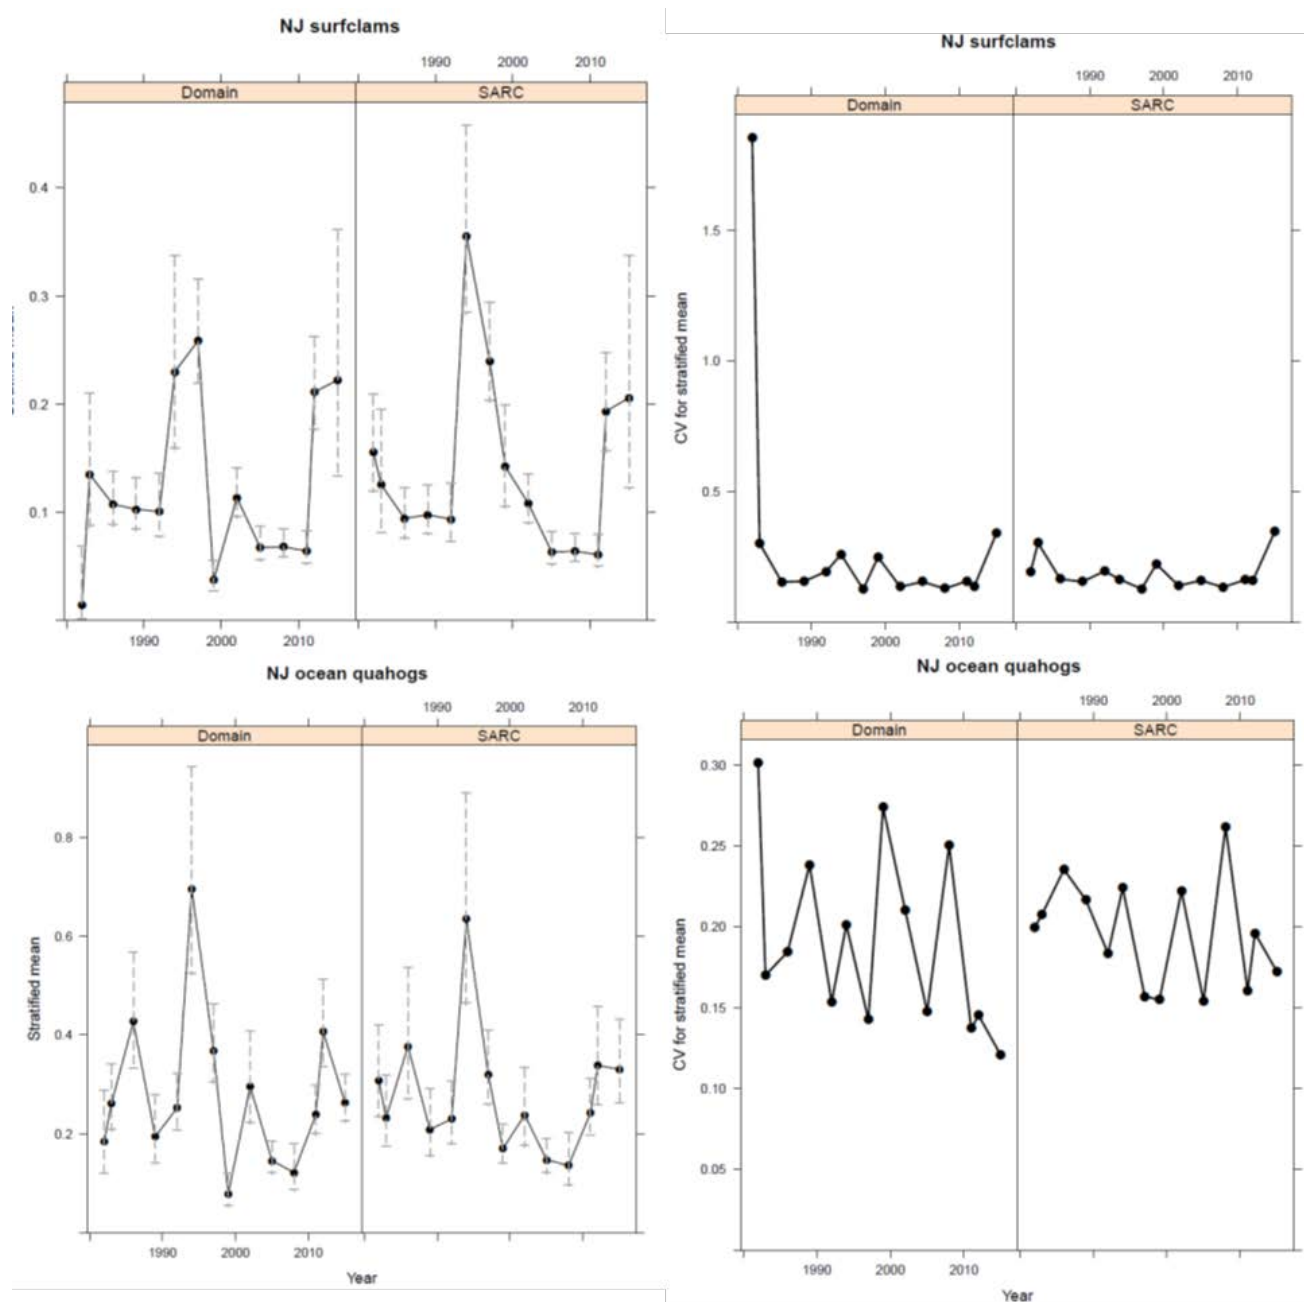 NJ surfclams
1990 2000 2010
Domain SARC
0.4
0.3
0.2
0.1
1990 2000 2010
NJ surfclams
1990 2000 2010
Domain SARC
CV for stratified mean
1.5
1.0
0.5
1990 2000 2010
NJ ocean quahogs
1990 2000 2010
Domain SARC
Stratified mean
0.8
0.6
0.4
0.2
1990 2000 2010
Year
NJ ocean quahogs
1990 2000 2010
Domain SARC
CV for stratified mean
0.30
0.25
0.20
0.15
0.10
0.05
1990 2000 2010
Year